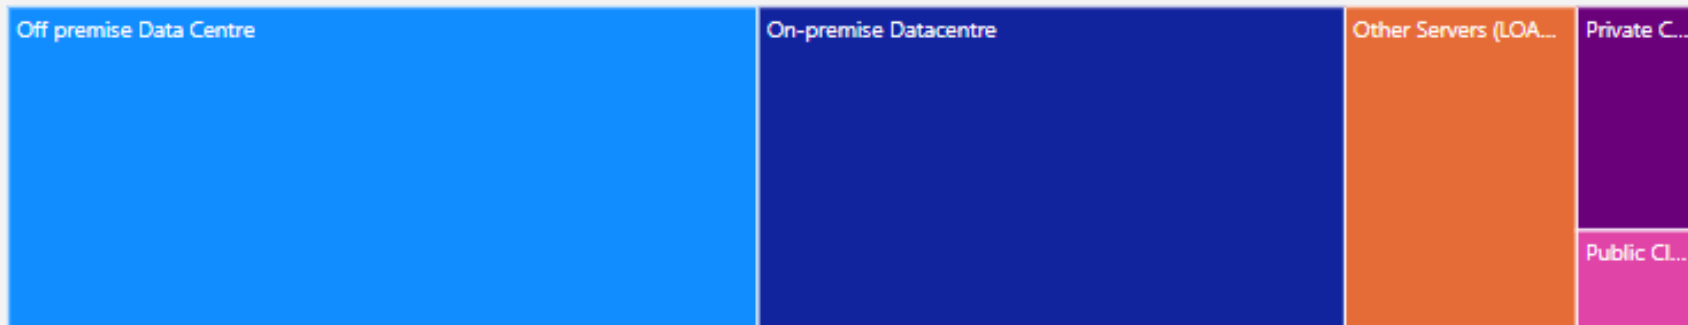 Off premise Data Centre
On-premise Datacentre
Other Servers (LOA...
Private C...
Public Cl...